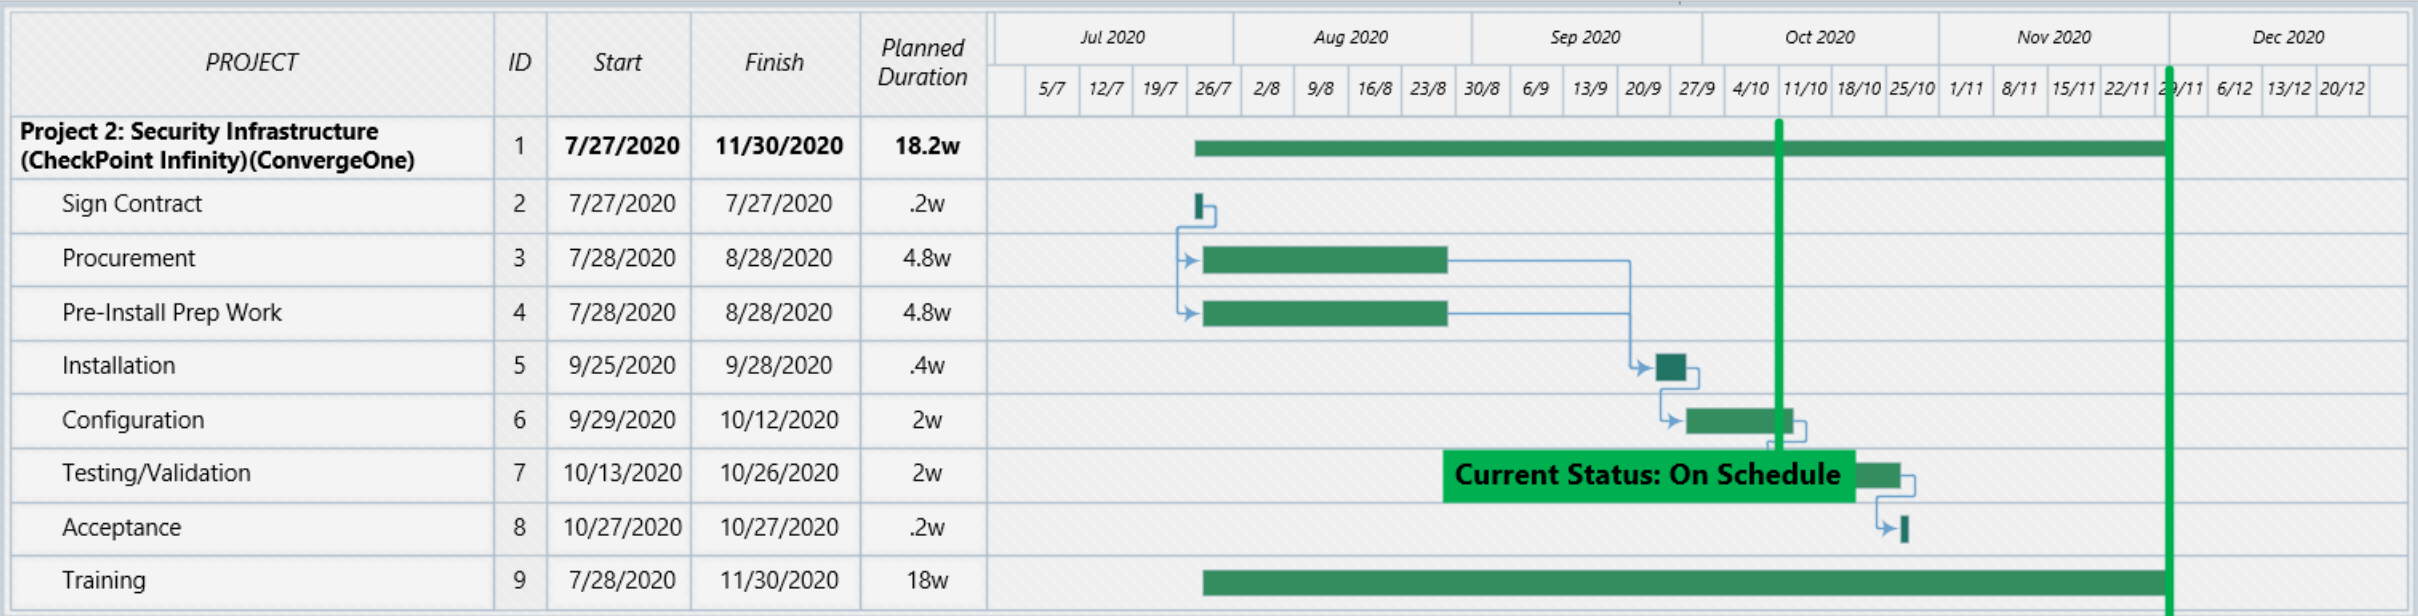 PROJECT ID Start Finish Planned Duration Jul 2020 Aug 2020 Sep 2020 Oct 2020 Nov 2020 Dec 2020
5/7 12/7 19/7 26/7 2/8 9/8 16/8 23/8 30/8 6/9 13/9 20/9 27/9 4/10 11/10 18/10 25/10 1/11 8/11 15/11 22/11 29/11 6/12 13/12 20/12
Project 2: Security Infrastructure
(CheckPoint Infinity)(ConvergeOne) 1 7/27/2020 11/30/2020 18.2w
Sign Contract 2 7/27/2020 7/27/2020 .2w
Procurement 3 7/28/2020 8/28/2020 4.8w
Pre-Install Prep Work 4 7/28/2020 8/28/2020 4.8w
Installation 5 9/25/2020 9/28/2020 .4w
Configuration 6 9/29/2020 10/12/2020 2w
Testing/Validation 7 10/13/2020 10/26/2020 2w Current Status: On Schedule
Acceptance 8 10/27/2020 10/27/2020 .2w
Training 9 7/28/2020 11/30/2020 18w